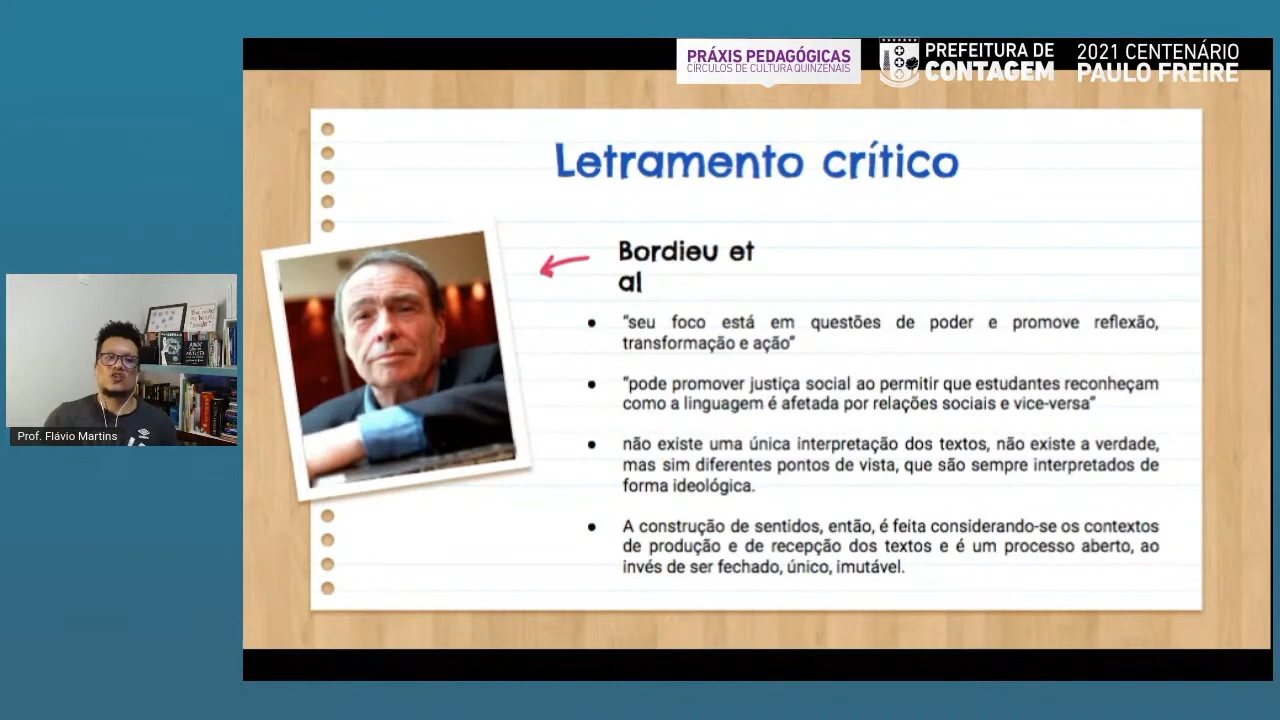 PRÁXIS PEDAGÓGICAS
CÍRCULOS DE CULTURA QUINZENAIS
PREFEITURA DE
CONTAGEM
2021 CENTENÁRIO
PAULO FREIRE
Letramento crítico
Bordieu et
al
• “seu foco está em questões de poder e promove reflexão,
transformação e ação”
• “pode promover justiça social ao permitir que estudantes reconheçam
como a linguagem é afetada por relações sociais e vice-versa”
• não existe uma única interpretação dos textos, não existe a verdade,
mas sim diferentes pontos de vista, que são sempre interpretados de
forma ideológica.
• A construção de sentidos, então, é feita considerando-se os contextos
de produção e de recepção dos textos e é um processo aberto, ao
invés de ser fechado, único, imutável.
Prof. Flávio Martins